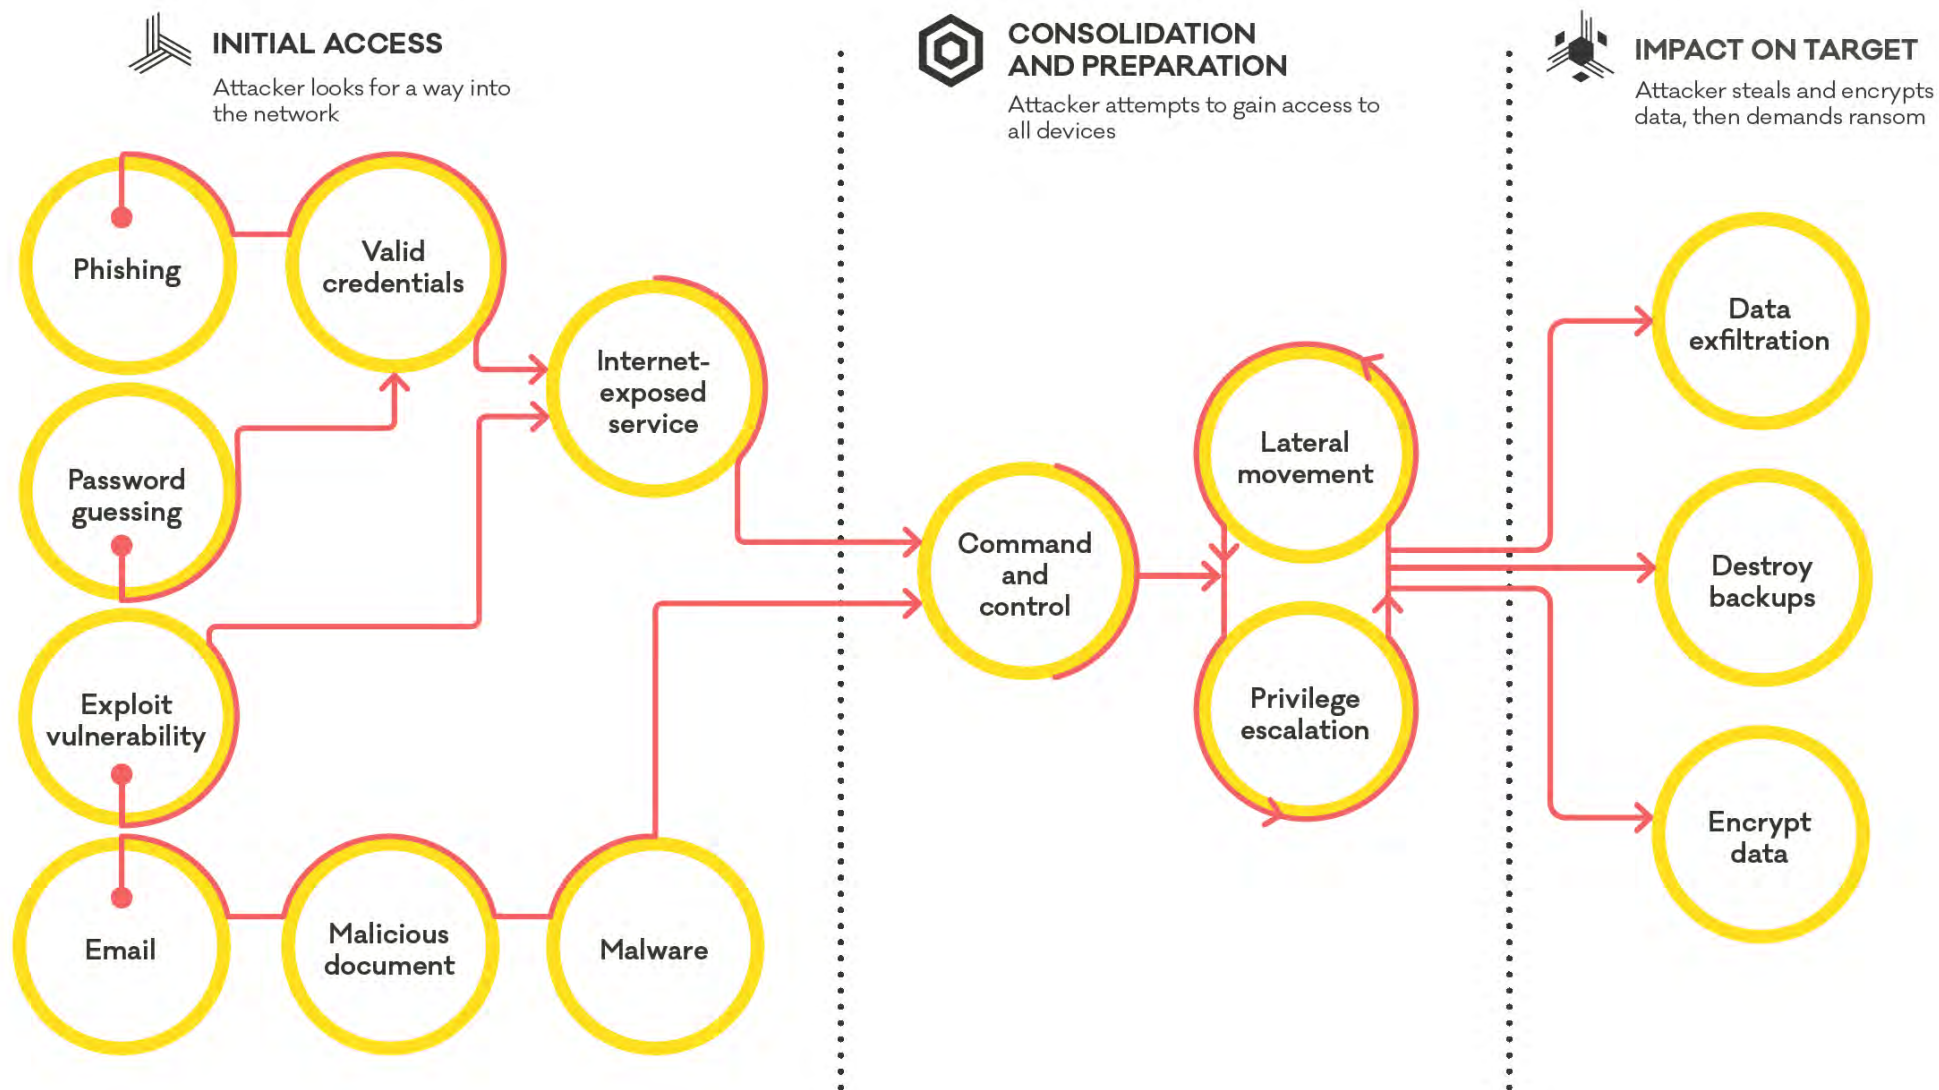 INITIAL ACCESS
Attacker looks for a way into
the network
Phishing
Valid
credentials
Internet-
exposed
service
Password
guessing
Exploit
vulnerability
Email
Malicious
document
Malware
CONSOLIDATION
AND PREPARATION
Attacker attempts to gain access to
all devices
Command
and
control
Lateral
movement
Privilege
escalation
IMPACT ON TARGET
Attacker steals and encrypts
data, then demands ransom
Data
exfiltration
Destroy
backups
Encrypt
data